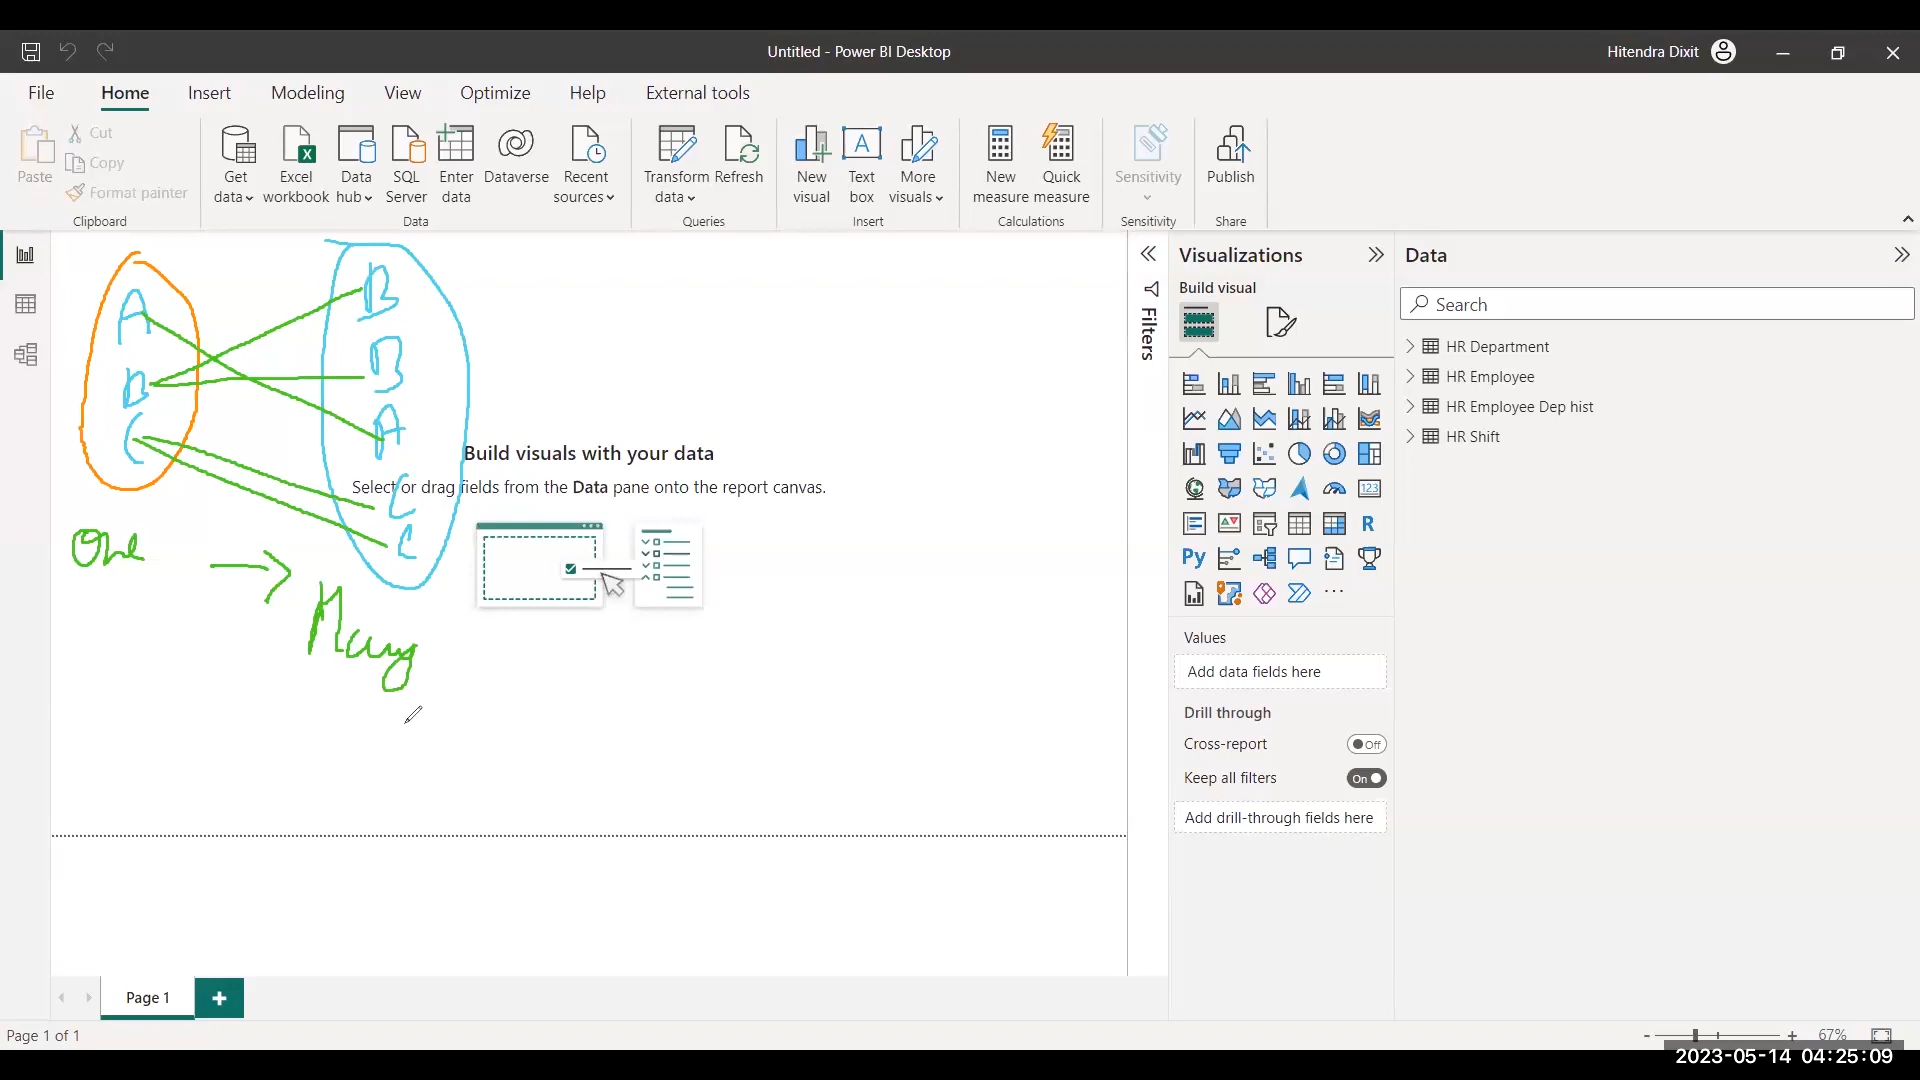 Untitled - Power BI Desktop
Hitendra Dixit
File Home Insert Modeling View Optimize Help External tools
Paste
Cut
Copy
Format painter
Clipboard
Get data
Excel workbook
Data hub
SQL Server
Enter data
Dataverse
Recent sources
Data
Transform data
Refresh
Queries
New visual
Text box
More visuals
Insert
New measure
Quick measure
Calculations
Sensitivity
Sensitivity
Publish
Share
A
B
C
B
B
A
C
C
One
Many
Build visuals with your data
Select or drag fields from the Data pane onto the report canvas.
Filters
Visualizations
Build visual
123
R
Py
Values
Add data fields here
Drill through
Cross-report
Off
Keep all filters
On
Add drill-through fields here
Data
Search
HR Department
HR Employee
HR Employee Dep hist
HR Shift
Page 1
Page 1 of 1
67%
2023-05-14 04:25:09